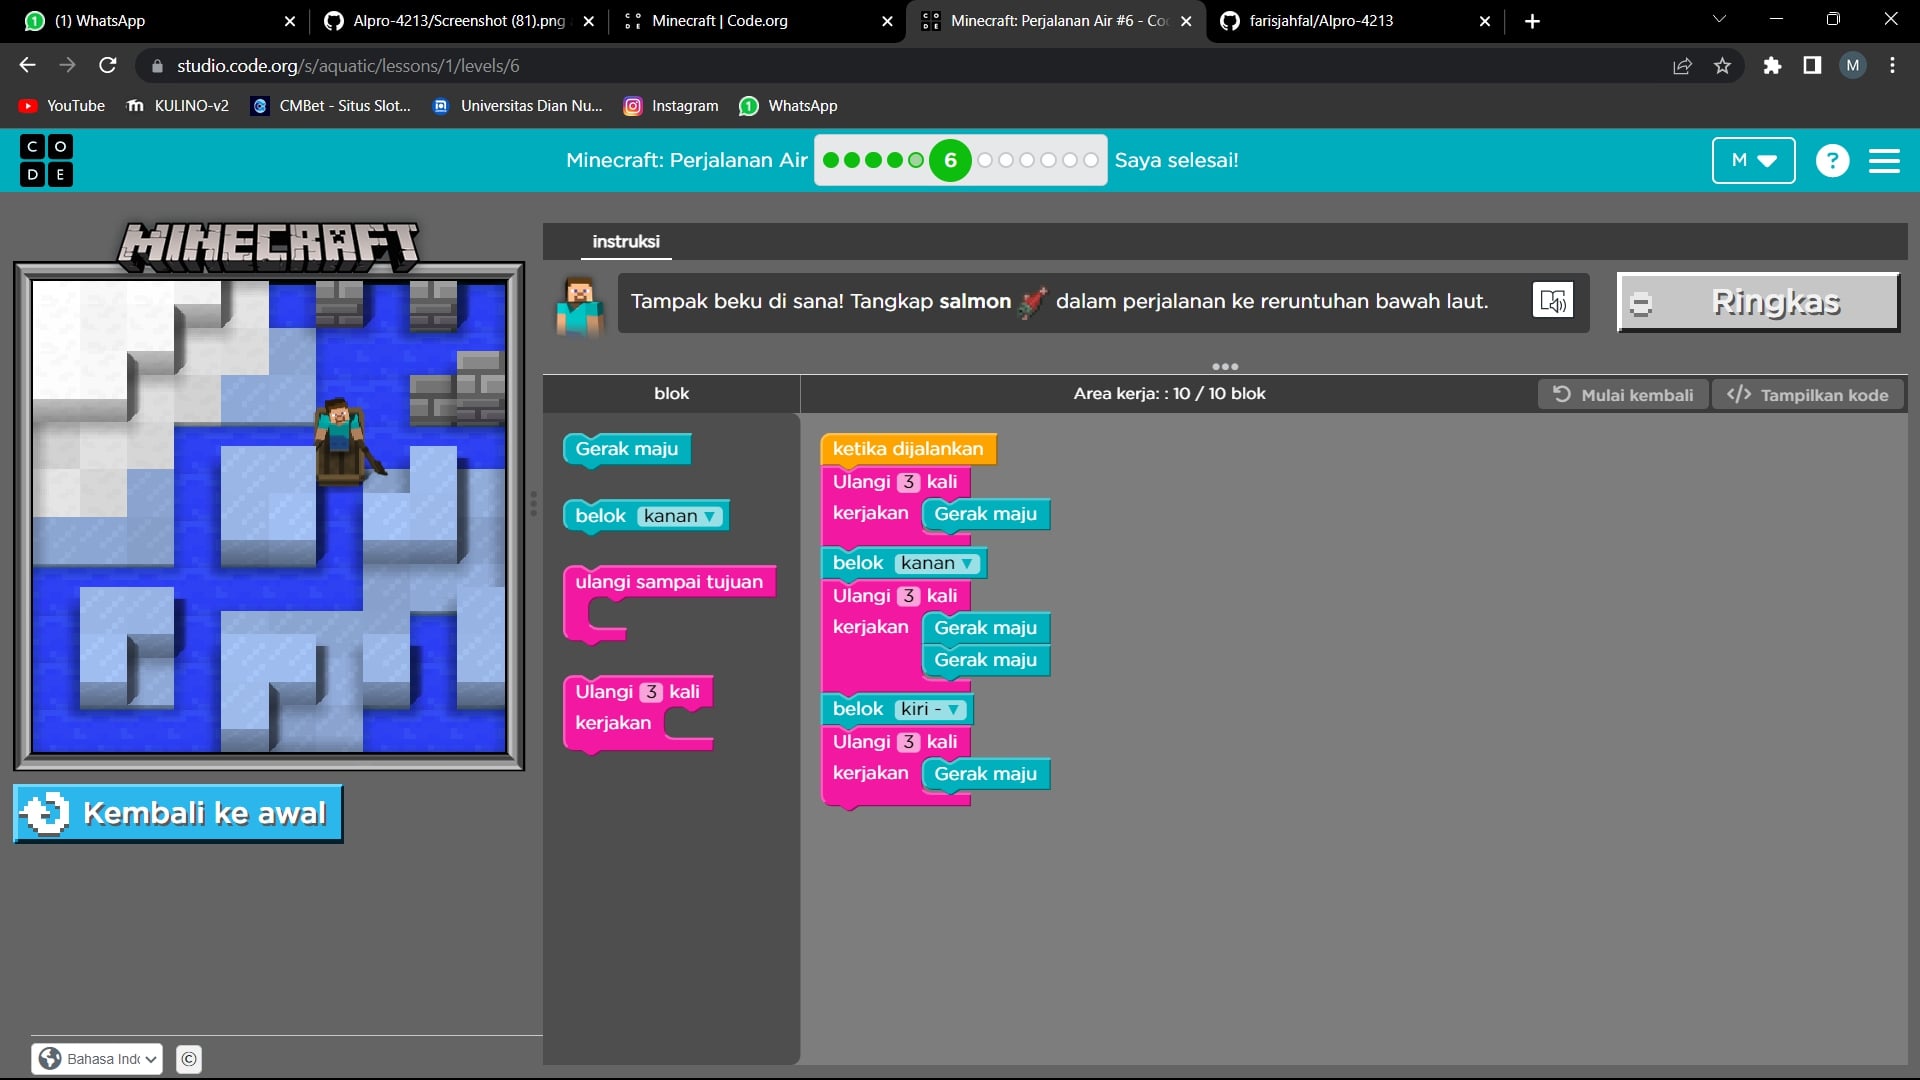 (1) WhatsApp
Alpro-4213/Screenshot (81).png
Minecraft | Code.org
Minecraft: Perjalanan Air #6 - Co
farisjahfal/Alpro-4213
studio.code.org/s/aquatic/lessons/1/levels/6
M
YouTube
KULINO-v2
CMBet - Situs Slot...
Universitas Dian Nu...
Instagram
WhatsApp
C O
D E
Minecraft: Perjalanan Air
6
Saya selesai!
M
?
MINECRAFT
instruksi
Tampak beku di sana! Tangkap salmon dalam perjalanan ke reruntuhan bawah laut.
Ringkas
blok
Area kerja: : 10 / 10 blok
Mulai kembali
</> Tampilkan kode
Gerak maju
belok kanan
ulangi sampai tujuan
Ulangi 3 kali
kerjakan
ketika dijalankan
Ulangi 3 kali
kerjakan Gerak maju
belok kanan
Ulangi 3 kali
kerjakan Gerak maju
Gerak maju
belok kiri -
Ulangi 3 kali
kerjakan Gerak maju
Kembali ke awal
Bahasa Ind
©